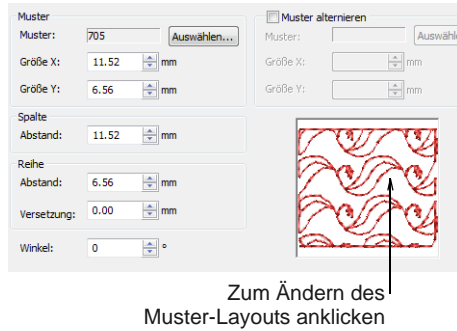 Muster
Muster: 705 Auswählen...
Größe X: 11.52 mm
Größe Y: 6.56 mm
Spalte
Abstand: 11.52 mm
Reihe
Abstand: 6.56 mm
Versetzung: 0.00 mm
Winkel: 0 °
Muster alternieren
Muster: Auswähle
Größe X: mm
Größe Y: mm
Zum Ändern des
Muster-Layouts anklicken